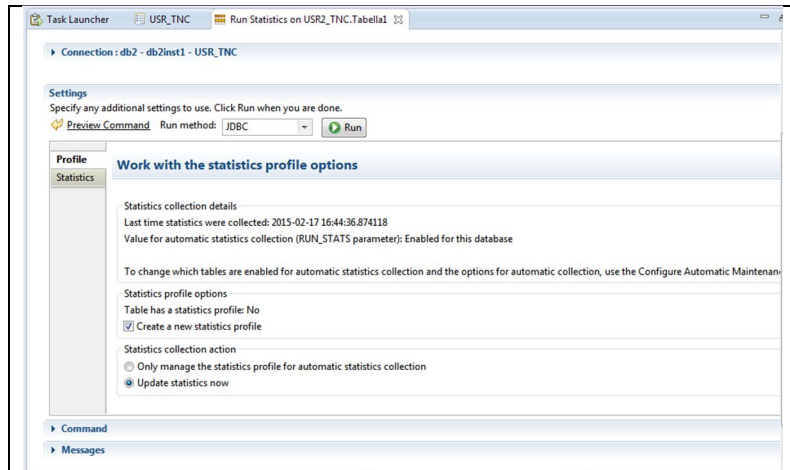 Task Launcher USR_TNC Run Statistics on USR2_TNC.Tabella1
Connection : db2 - db2inst1 - USR_TNC
Settings
Specify any additional settings to use. Click Run when you are done.
Preview Command Run method: JDBC Run
Profile
Work with the statistics profile options
Statistics
Statistics collection details
Last time statistics were collected: 2015-02-17 16:44:36.874118
Value for automatic statistics collection (RUN_STATS parameter): Enabled for this database
To change which tables are enabled for automatic statistics collection and the options for automatic collection, use the Configure Automatic Maintenan
Statistics profile options
Table has a statistics profile: No
Create a new statistics profile
Statistics collection action
Only manage the statistics profile for automatic statistics collection
Update statistics now
Command
Messages